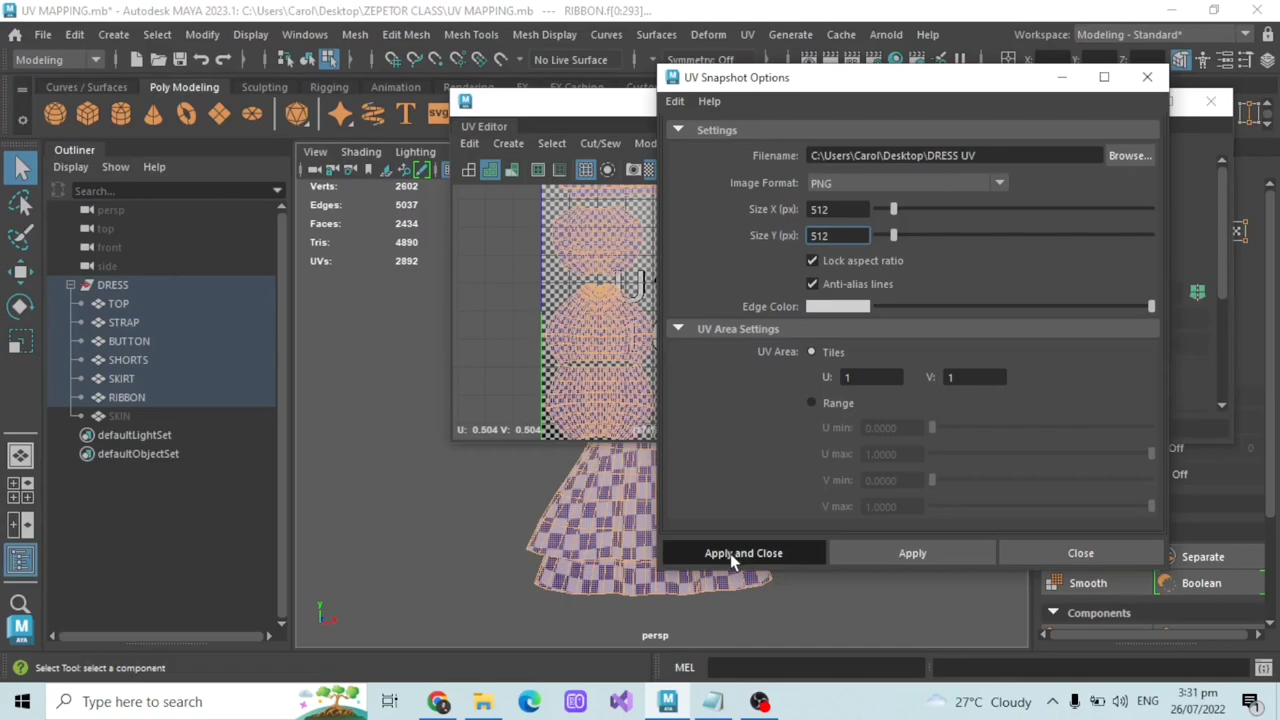 UV MAPPING.mb* - Autodesk MAYA 2023.1: C:\Users\Carol\Desktop\ZEPETOR CLASS\UV MAPPING.mb --- RIBBON.f[0:293]...
File Edit Create Select Modify Display Windows Mesh Edit Mesh Mesh Tools Mesh Display Curves Surfaces Deform UV Generate Cache Arnold Help Workspace: Modeling - Standard*
Modeling No Live Surface Symmetry: Off
Curves / Surfaces Poly Modeling Sculpting Rigging Animation
UV Snapshot Options
Edit Help
Settings
Filename: C:\Users\Carol\Desktop\DRESS UV Browse...
Image Format: PNG
Size X (px): 512
Size Y (px): 512
Lock aspect ratio
Anti-alias lines
Edge Color:
UV Area Settings
UV Area: Tiles
U: 1 V: 1
Range
U min: 0.0000
U max: 1.0000
V min: 0.0000
V max: 1.0000
Apply and Close Apply Close
UV Editor
Edit Create Select Cut/Sew
U: 0.504 V: 0.504
Outliner
Display Show Help
Search...
persp
top
front
side
DRESS
TOP
STRAP
BUTTON
SHORTS
SKIRT
RIBBON
SKIN
defaultLightSet
defaultObjectSet
View Shading Lighting
Verts: 2602
Edges: 5037
Faces: 2434
Tris: 4890
UVs: 2892
persp
Off
Off
Separate
Smooth Boolean
Components
Select Tool: select a component
MEL
Type here to search
27°C Cloudy ENG
3:31 pm
26/07/2022